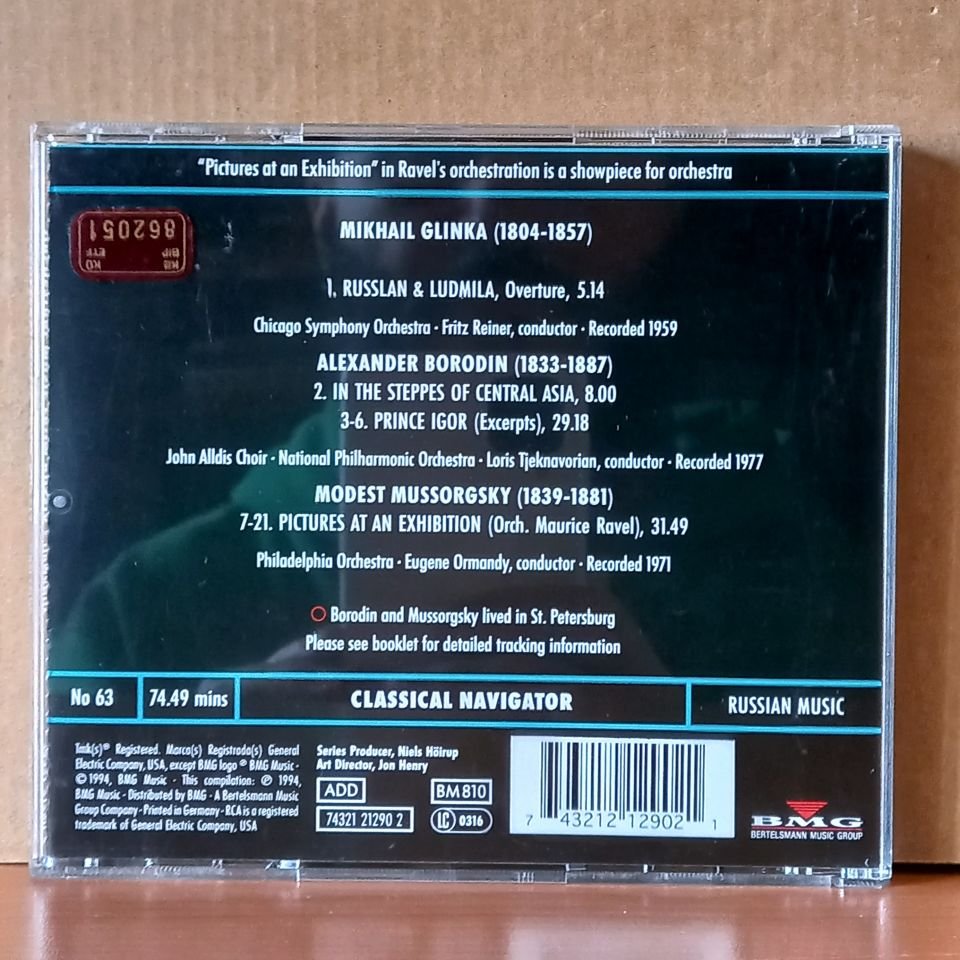 "Pictures at an Exhibition" in Ravel's orchestration is a showpiece for orchestra
862051
KB
BIP
KÜ
ETF
MIKHAIL GLINKA (1804-1857)
1. RUSSLAN & LUDMILA, Overture, 5.14
Chicago Symphony Orchestra · Fritz Reiner, conductor · Recorded 1959
ALEXANDER BORODIN (1833-1887)
2. IN THE STEPPES OF CENTRAL ASIA, 8.00
3-6. PRINCE IGOR (Excerpts), 29.18
John Alldis Choir · National Philharmonic Orchestra · Loris Tjeknavorian, conductor · Recorded 1977
MODEST MUSSORGSKY (1839-1881)
7-21. PICTURES AT AN EXHIBITION (Orch. Maurice Ravel), 31.49
Philadelphia Orchestra · Eugene Ormandy, conductor · Recorded 1971
Borodin and Mussorgsky lived in St. Petersburg
Please see booklet for detailed tracking information
No 63
74.49 mins
CLASSICAL NAVIGATOR
RUSSIAN MUSIC
Tmk(s)® Registered. Marca(s) Registrada(s) General
Electric Company, USA, except BMG logo ® BMG Music ·
© 1994, BMG Music · This compilation: ℗ 1994,
BMG Music · Distributed by BMG · A Bertelsmann Music
Group Company · Printed in Germany · RCA is a registered
trademark of General Electric Company, USA
Series Producer, Niels Höirup
Art Director, Jon Henry
ADD
BM 810
74321 21290 2
LC 0316
7 43212 12902 1
BMG
BERTELSMANN MUSIC GROUP